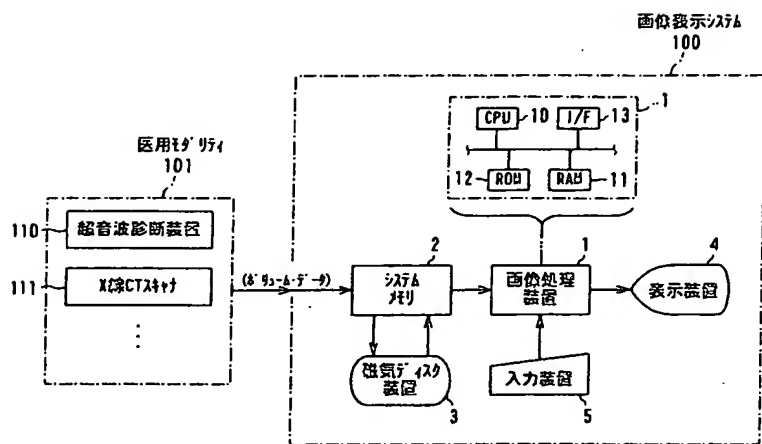 画像表示システム
100
1
CPU 10 I/F 13
医用モダリティ
101
12 ROM RAM 11
110 超音波診断装置
2 1 4
111 X線CTスキャナ
(ボリューム・データ)
システム
メモリ
画像処理
装置
表示装置
磁気ディスク
装置
入力装置
3 5